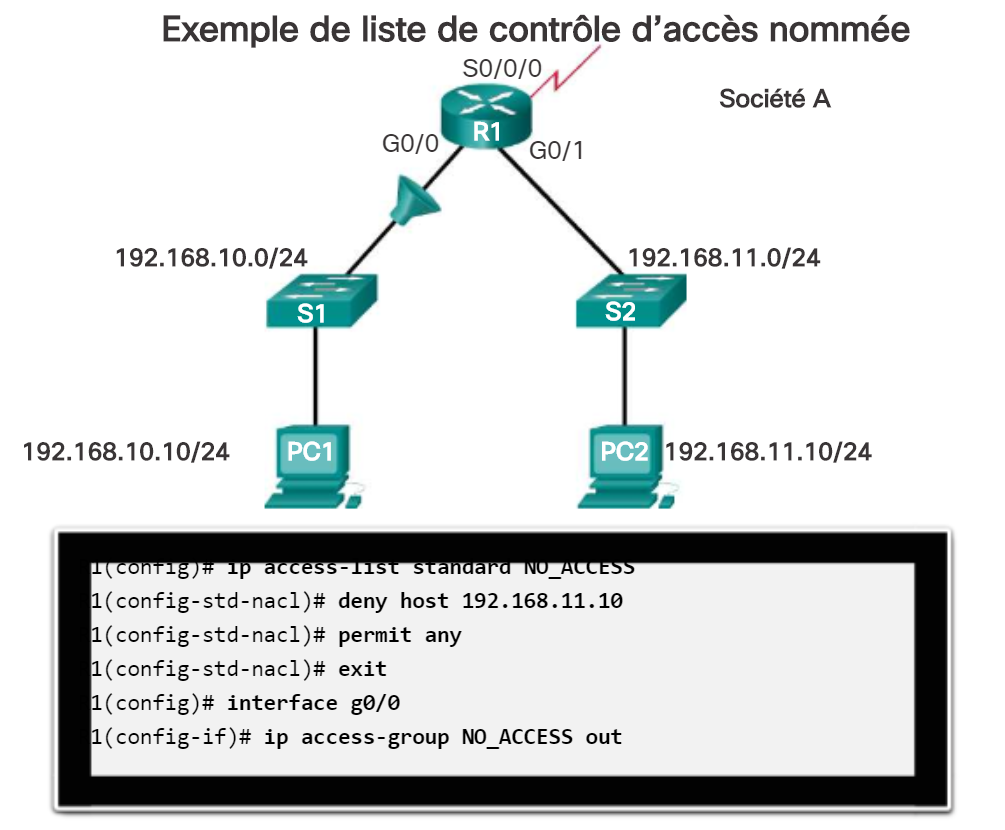 Exemple de liste de contrôle d’accès nommée
S0/0/0
Société A
R1
G0/0
G0/1
192.168.10.0/24
192.168.11.0/24
S1
S2
192.168.10.10/24
PC1
PC2
192.168.11.10/24
1(config)# ip access-list standard NO_ACCESS
1(config-std-nacl)# deny host 192.168.11.10
1(config-std-nacl)# permit any
1(config-std-nacl)# exit
1(config)# interface g0/0
1(config-if)# ip access-group NO_ACCESS out